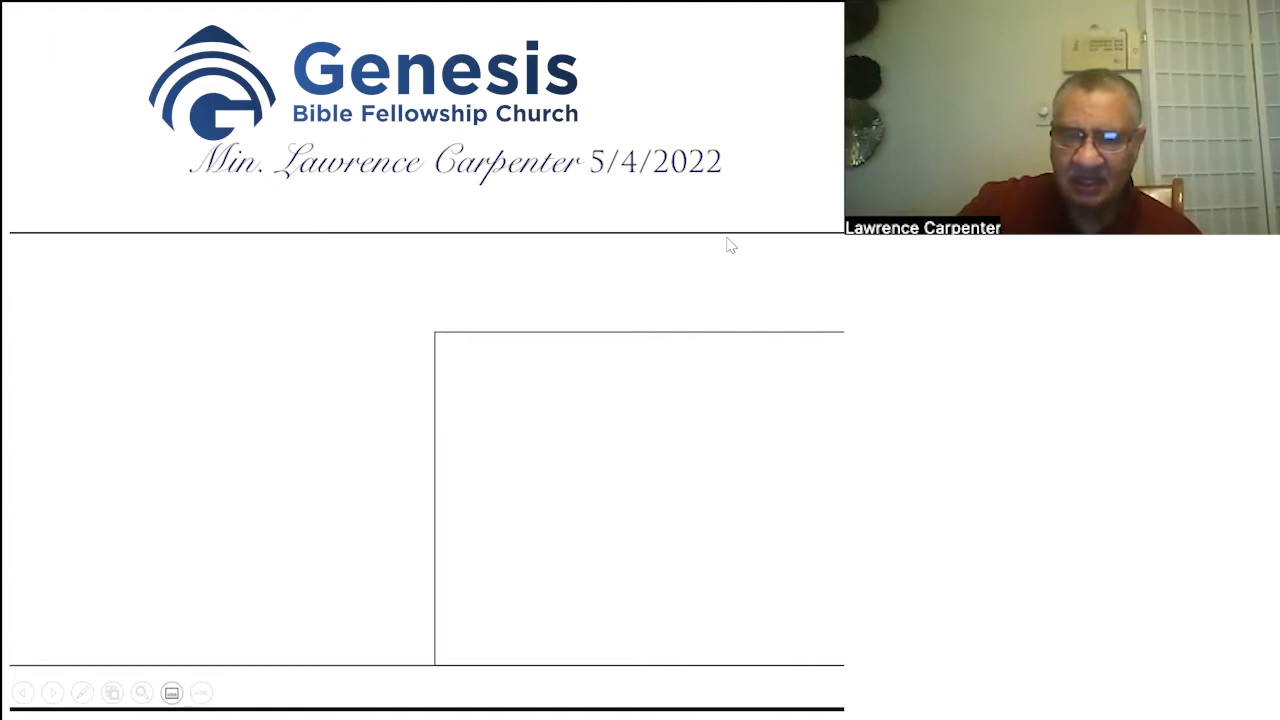 Genesis
Bible Fellowship Church
Min. Lawrence Carpenter 5/4/2022
Lawrence Carpenter